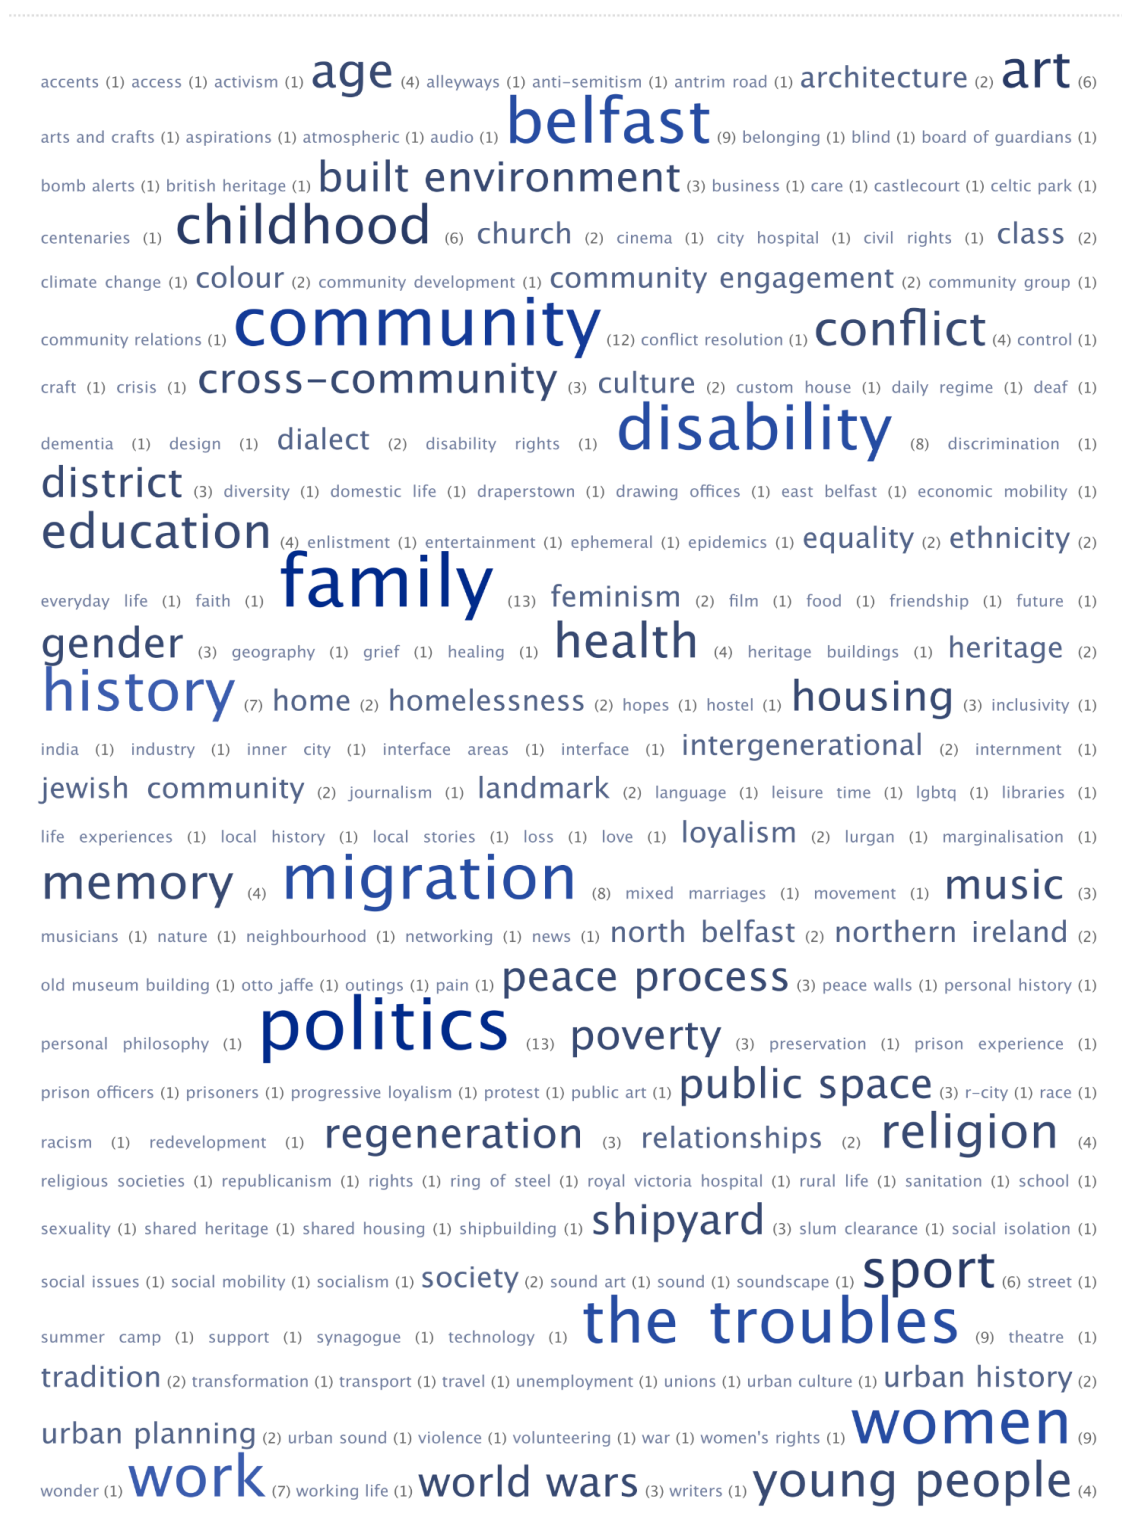 accents (1) access (1) activism (1) age (4) alleyways (1) anti-semitism (1) antrim road (1) architecture (2) art (6)
arts and crafts (1) aspirations (1) atmospheric (1) audio (1) belfast (9) belonging (1) blind (1) board of guardians (1)
bomb alerts (1) british heritage (1) built environment (3) business (1) care (1) castlecourt (1) celtic park (1)
centenaries (1) childhood (6) church (2) cinema (1) city hospital (1) civil rights (1) class (2)
climate change (1) colour (2) community development (1) community engagement (2) community group (1)
community relations (1) community (12) conflict resolution (1) conflict (4) control (1)
craft (1) crisis (1) cross-community (3) culture (2) custom house (1) daily regime (1) deaf (1)
dementia (1) design (1) dialect (2) disability rights (1) disability (8) discrimination (1)
district (3) diversity (1) domestic life (1) draperstown (1) drawing offices (1) east belfast (1) economic mobility (1)
education (4) enlistment (1) entertainment (1) ephemeral (1) epidemics (1) equality (2) ethnicity (2)
everyday life (1) faith (1) family (13) feminism (2) film (1) food (1) friendship (1) future (1)
gender (3) geography (1) grief (1) healing (1) health (4) heritage buildings (1) heritage (2)
history (7) home (2) homelessness (2) hopes (1) hostel (1) housing (3) inclusivity (1)
india (1) industry (1) inner city (1) interface areas (1) interface (1) intergenerational (2) internment (1)
jewish community (2) journalism (1) landmark (2) language (1) leisure time (1) lgbtq (1) libraries (1)
life experiences (1) local history (1) local stories (1) loss (1) love (1) loyalism (2) lurgan (1) marginalisation (1)
memory (4) migration (8) mixed marriages (1) movement (1) music (3)
musicians (1) nature (1) neighbourhood (1) networking (1) news (1) north belfast (2) northern ireland (2)
old museum building (1) otto jaffe (1) outings (1) pain (1) peace process (3) peace walls (1) personal history (1)
personal philosophy (1) politics (13) poverty (3) preservation (1) prison experience (1)
prison officers (1) prisoners (1) progressive loyalism (1) protest (1) public art (1) public space (3) r-city (1) race (1)
racism (1) redevelopment (1) regeneration (3) relationships (2) religion (4)
religious societies (1) republicanism (1) rights (1) ring of steel (1) royal victoria hospital (1) rural life (1) sanitation (1) school (1)
sexuality (1) shared heritage (1) shared housing (1) shipbuilding (1) shipyard (3) slum clearance (1) social isolation (1)
social issues (1) social mobility (1) socialism (1) society (2) sound art (1) sound (1) soundscape (1) sport (6) street (1)
summer camp (1) support (1) synagogue (1) technology (1) the troubles (9) theatre (1)
tradition (2) transformation (1) transport (1) travel (1) unemployment (1) unions (1) urban culture (1) urban history (2)
urban planning (2) urban sound (1) violence (1) volunteering (1) war (1) women's rights (1) women (9)
wonder (1) work (7) working life (1) world wars (3) writers (1) young people (4)